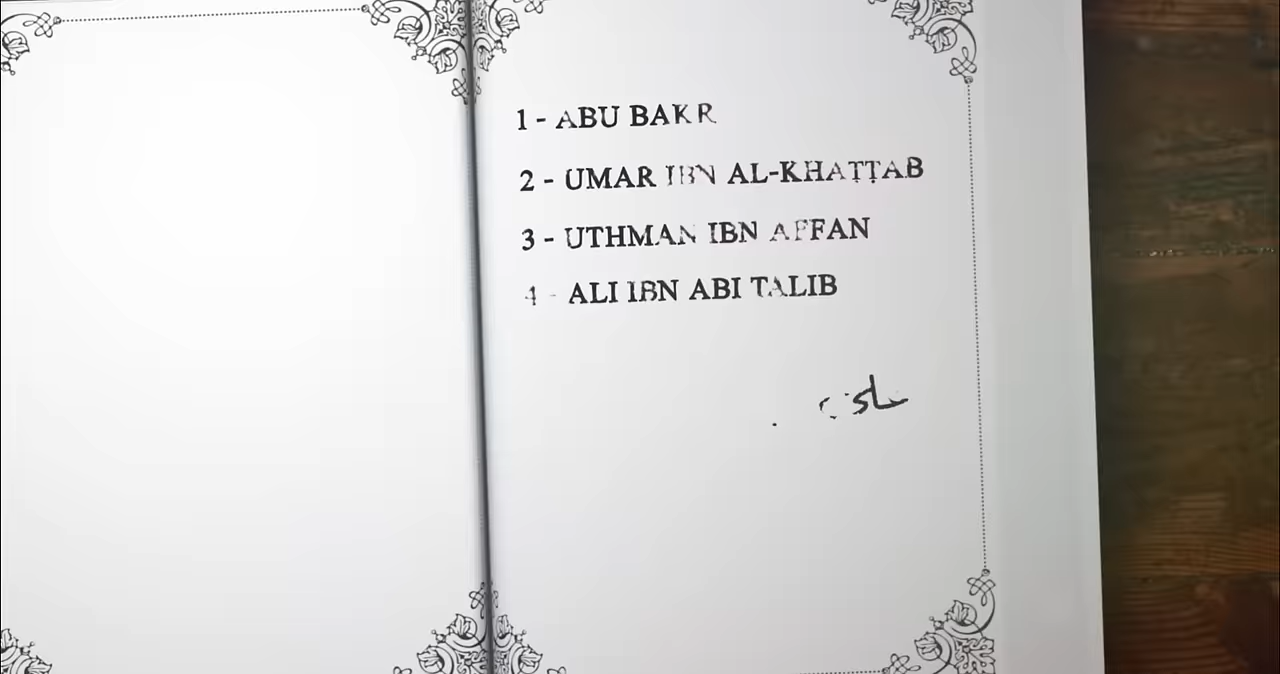 1 - ABU BAKR
2 - UMAR IBN AL-KHATTAB
3 - UTHMAN IBN AFFAN
4 - ALI IBN ABI TALIB